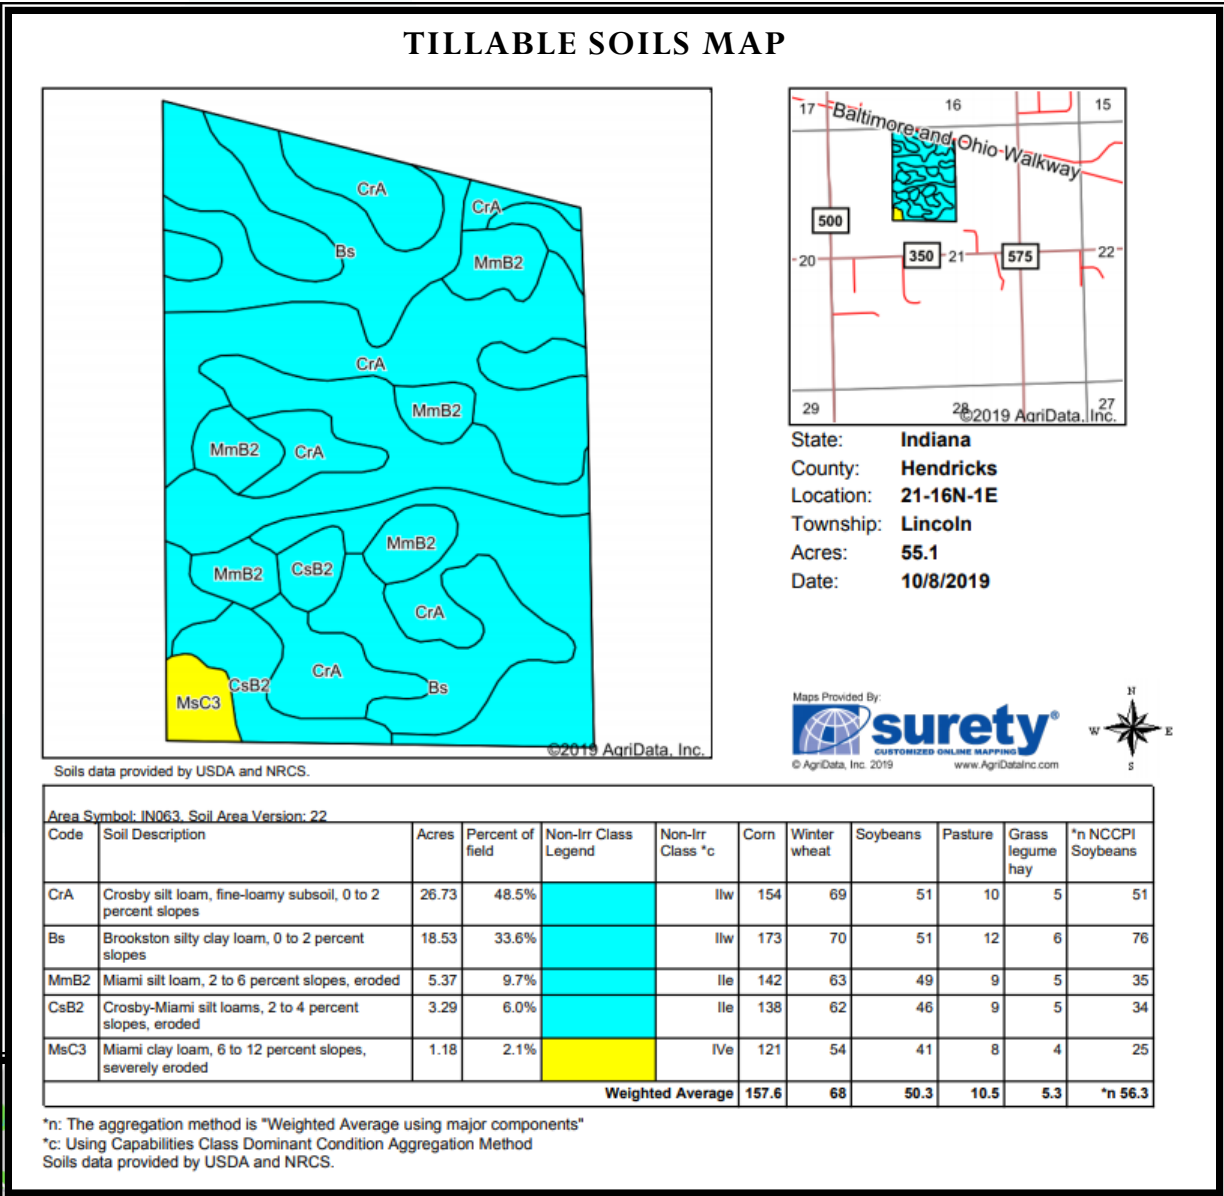 TILLABLE SOILS MAP
CrA
CrA
Bs
MmB2
CrA
MmB2
MmB2
CrA
MmB2
MmB2
CsB2
CrA
CrA
CsB2
Bs
MsC3
©2019 AgriData, Inc.
Soils data provided by USDA and NRCS.
17
16
15
Baltimore and Ohio Walkway
500
20
350
21
575
22
29
28
27
©2019 AgriData, Inc.
State: Indiana
County: Hendricks
Location: 21-16N-1E
Township: Lincoln
Acres: 55.1
Date: 10/8/2019
Maps Provided By:
surety®
CUSTOMIZED ONLINE MAPPING
© AgriData, Inc. 2019 www.AgriDataInc.com
N
W E
S
Area Symbol: IN063, Soil Area Version: 22
Code Soil Description Acres Percent of field Non-Irr Class Legend Non-Irr Class *c Corn Winter wheat Soybeans Pasture Grass legume hay *n NCCPI Soybeans
CrA Crosby silt loam, fine-loamy subsoil, 0 to 2 percent slopes 26.73 48.5% IIw 154 69 51 10 5 51
Bs Brookston silty clay loam, 0 to 2 percent slopes 18.53 33.6% IIw 173 70 51 12 6 76
MmB2 Miami silt loam, 2 to 6 percent slopes, eroded 5.37 9.7% IIe 142 63 49 9 5 35
CsB2 Crosby-Miami silt loams, 2 to 4 percent slopes, eroded 3.29 6.0% IIe 138 62 46 9 5 34
MsC3 Miami clay loam, 6 to 12 percent slopes, severely eroded 1.18 2.1% IVe 121 54 41 8 4 25
Weighted Average 157.6 68 50.3 10.5 5.3 *n 56.3
*n: The aggregation method is "Weighted Average using major components"
*c: Using Capabilities Class Dominant Condition Aggregation Method
Soils data provided by USDA and NRCS.